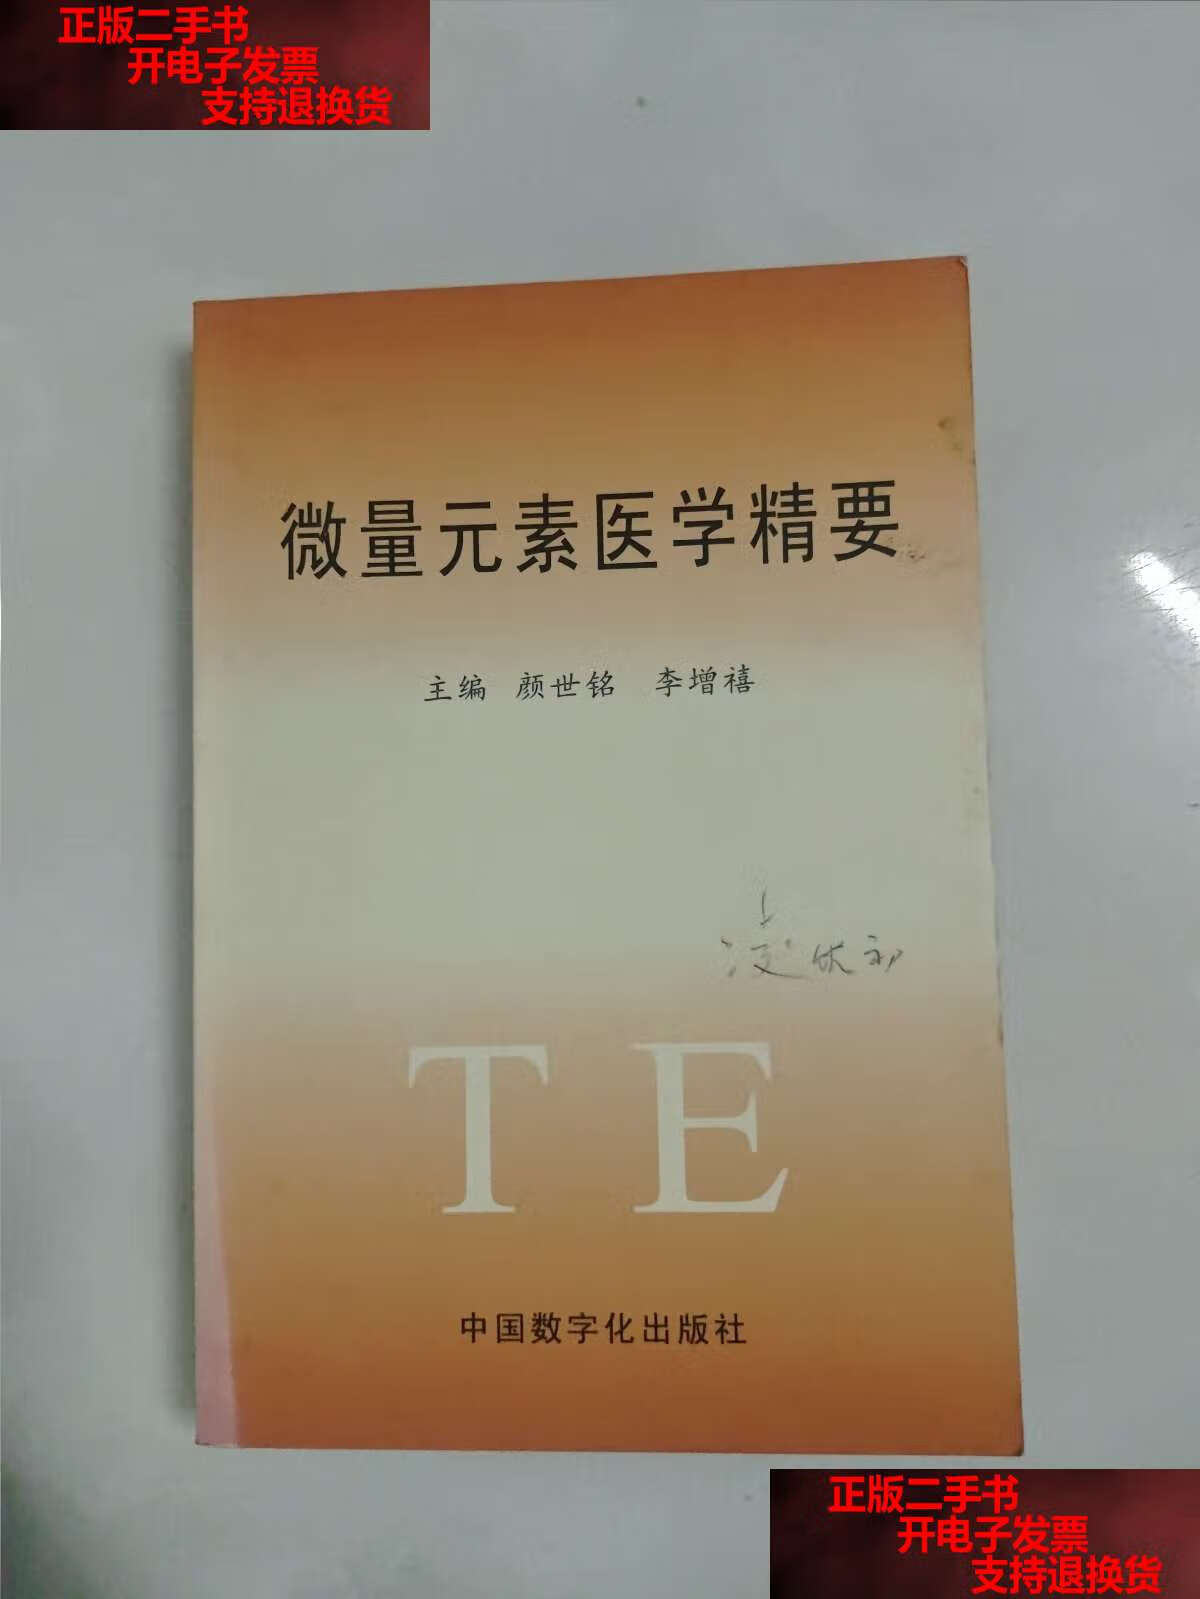 正版二手书
开电子发票
支持退换货
微量元素医学精要
主编 颜世铭 李增禧
TE
中国数字化出版社
正版二手书
开电子发票
支持退换货